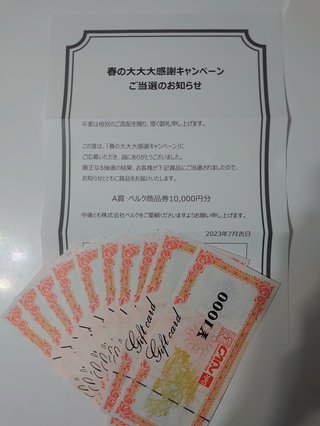 春の大大大感謝キャンペーン
ご当選のお知らせ
平素は格別のご高配を賜り、厚く御礼申し上げます。
この度は、『春の大大大感謝キャンペーン』に
ご応募いただき、誠にありがとうございました。
厳正なる抽選の結果、お客様が下記賞品にご当選されましたので、
お知らせとともに賞品をお届けいたします。
A賞：ベルク商品券10,000円分
今後とも株式会社ベルクをご愛顧くださいますようお願い申し上げます。
2023年7月吉日
Gift card
Gift card
¥1000
ベルク